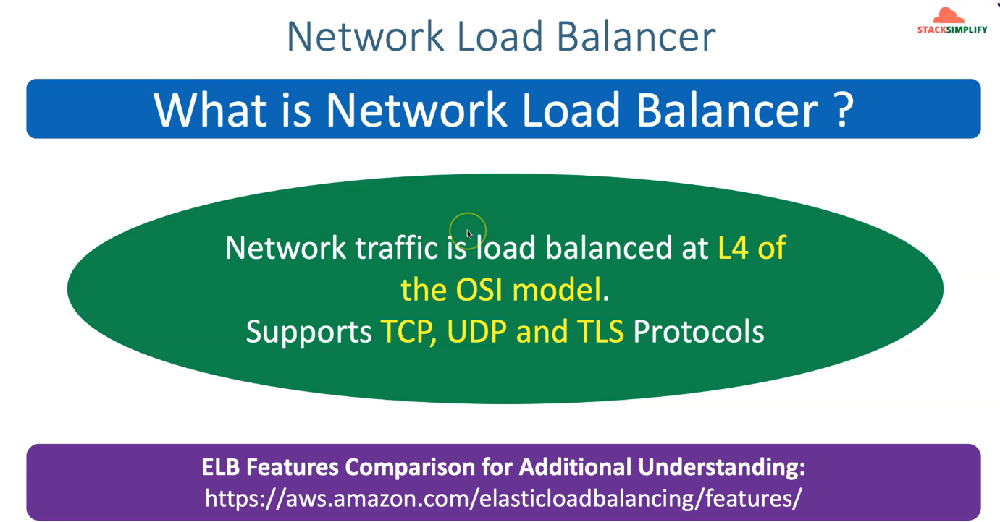 Network Load Balancer
STACKSIMPLIFY
What is Network Load Balancer ?
Network traffic is load balanced at L4 of
the OSI model.
Supports TCP, UDP and TLS Protocols
ELB Features Comparison for Additional Understanding:
https://aws.amazon.com/elasticloadbalancing/features/